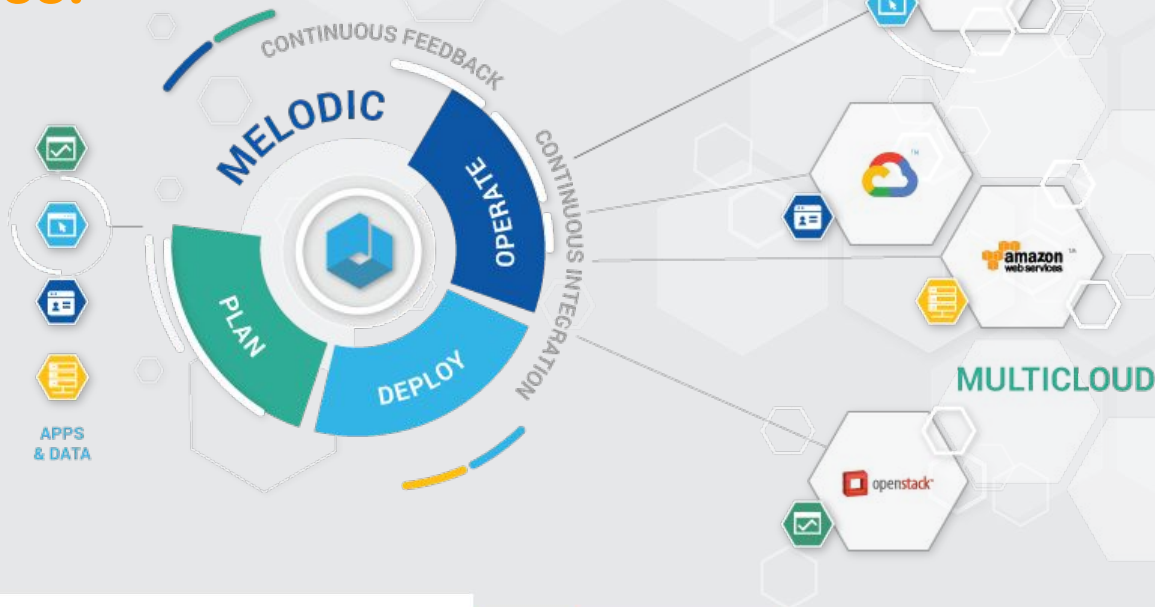 CONTINUOUS FEEDBACK
MELODIC
OPERATE
CONTINUOUS INTEGRATION
PLAN
DEPLOY
APPS
& DATA
amazon
web services
MULTICLOUD
openstack